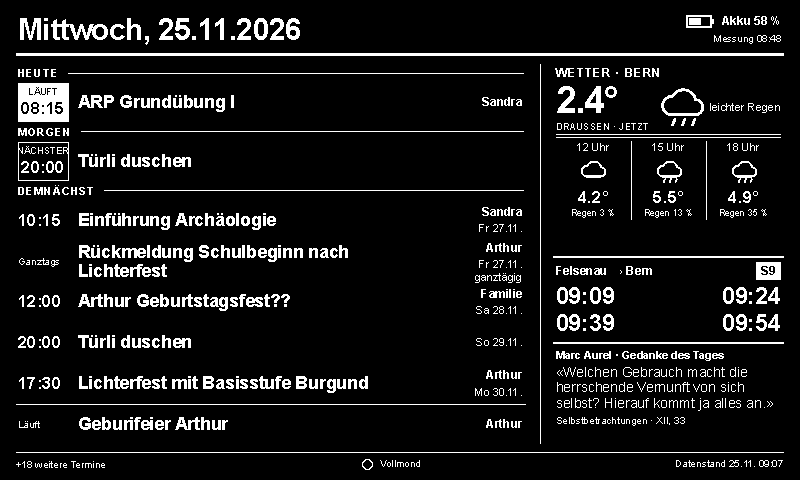 Mittwoch, 25.11.2026
Akku 58 %
Messung 08:48
HEUTE
LÄUFT
08:15
ARP Grundübung I
Sandra
MORGEN
NÄCHSTER
20:00
Türli duschen
DEMNÄCHST
10:15
Einführung Archäologie
Sandra
Fr 27.11.
Ganztags
Rückmeldung Schulbeginn nach
Lichterfest
Arthur
Fr 27.11.
ganztägig
12:00
Arthur Geburtstagsfest??
Familie
Sa 28.11.
20:00
Türli duschen
So 29.11.
17:30
Lichterfest mit Basisstufe Burgund
Arthur
Mo 30.11.
Läuft
Geburifeier Arthur
Arthur
WETTER · BERN
2.4°
leichter Regen
DRAUSSEN · JETZT
12 Uhr 15 Uhr 18 Uhr
4.2° 5.5° 4.9°
Regen 3 % Regen 13 % Regen 35 %
Felsenau › Bern S9
09:09 09:24
09:39 09:54
Marc Aurel · Gedanke des Tages
«Welchen Gebrauch macht die
herrschende Vernunft von sich
selbst? Hierauf kommt ja alles an.»
Selbstbetrachtungen · XII, 33
+18 weitere Termine
Vollmond
Datenstand 25.11. 09:07